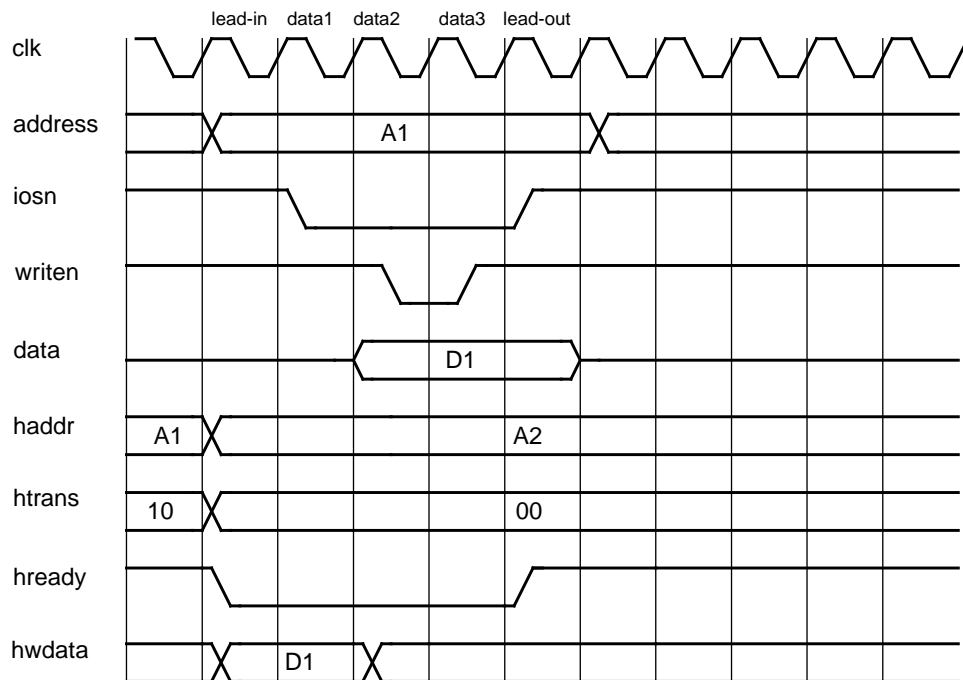 lead-in data1 data2 data3 lead-out
clk
address A1
iosn
writen
data D1
haddr A1 A2
htrans 10 00
hready
hwdata D1